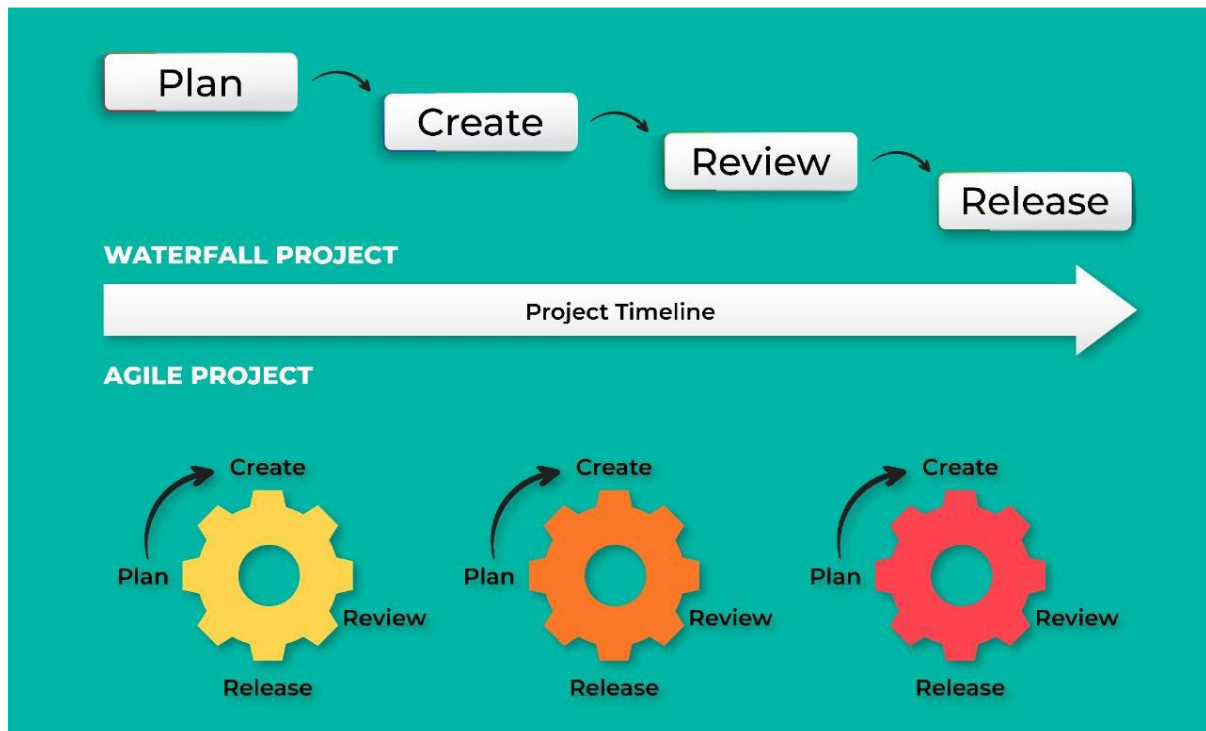 Plan
Create
Review
Release
WATERFALL PROJECT
Project Timeline
AGILE PROJECT
Create
Plan
Review
Release
Create
Plan
Review
Release
Create
Plan
Review
Release